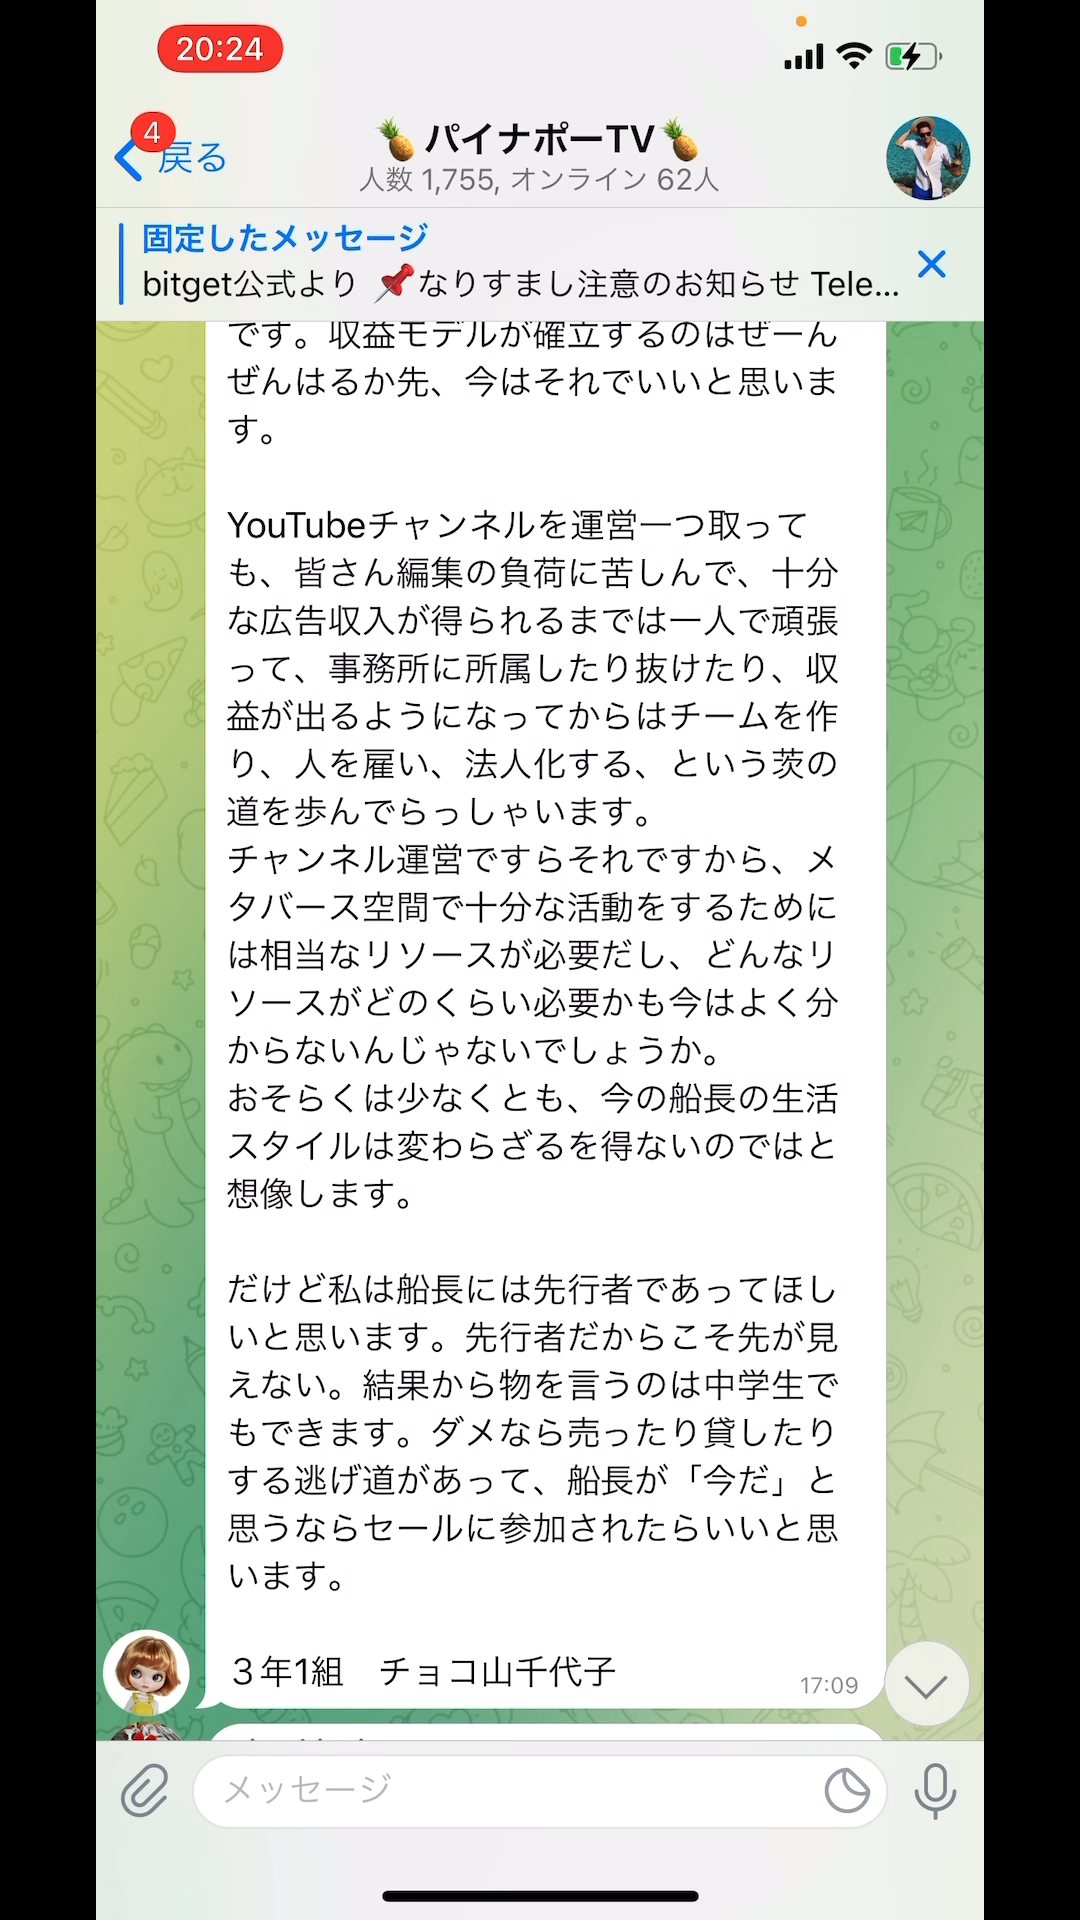 20:24
4
戻る
🍍パイナポーTV🍍
人数 1,755, オンライン 62人
固定したメッセージ
bitget公式より 📌なりすまし注意のお知らせ Tele...
です。収益モデルが確立するのはぜーん
ぜんはるか先、今はそれでいいと思いま
す。
YouTubeチャンネルを運営一つ取って
も、皆さん編集の負荷に苦しんで、十分
な広告収入が得られるまでは一人で頑張
って、事務所に所属したり抜けたり、収
益が出るようになってからはチームを作
り、人を雇い、法人化する、という茨の
道を歩んでらっしゃいます。
チャンネル運営ですらそれですから、メ
タバース空間で十分な活動をするために
は相当なリソースが必要だし、どんなリ
ソースがどのくらい必要かも今はよく分
からないんじゃないでしょうか。
おそらくは少なくとも、今の船長の生活
スタイルは変わらざるを得ないのではと
想像します。
だけど私は船長には先行者であってほし
いと思います。先行者だからこそ先が見
えない。結果から物を言うのは中学生で
もできます。ダメなら売ったり貸したり
する逃げ道があって、船長が「今だ」と
思うならセールに参加されたらいいと思
います。
３年1組　チョコ山千代子
17:09
メッセージ